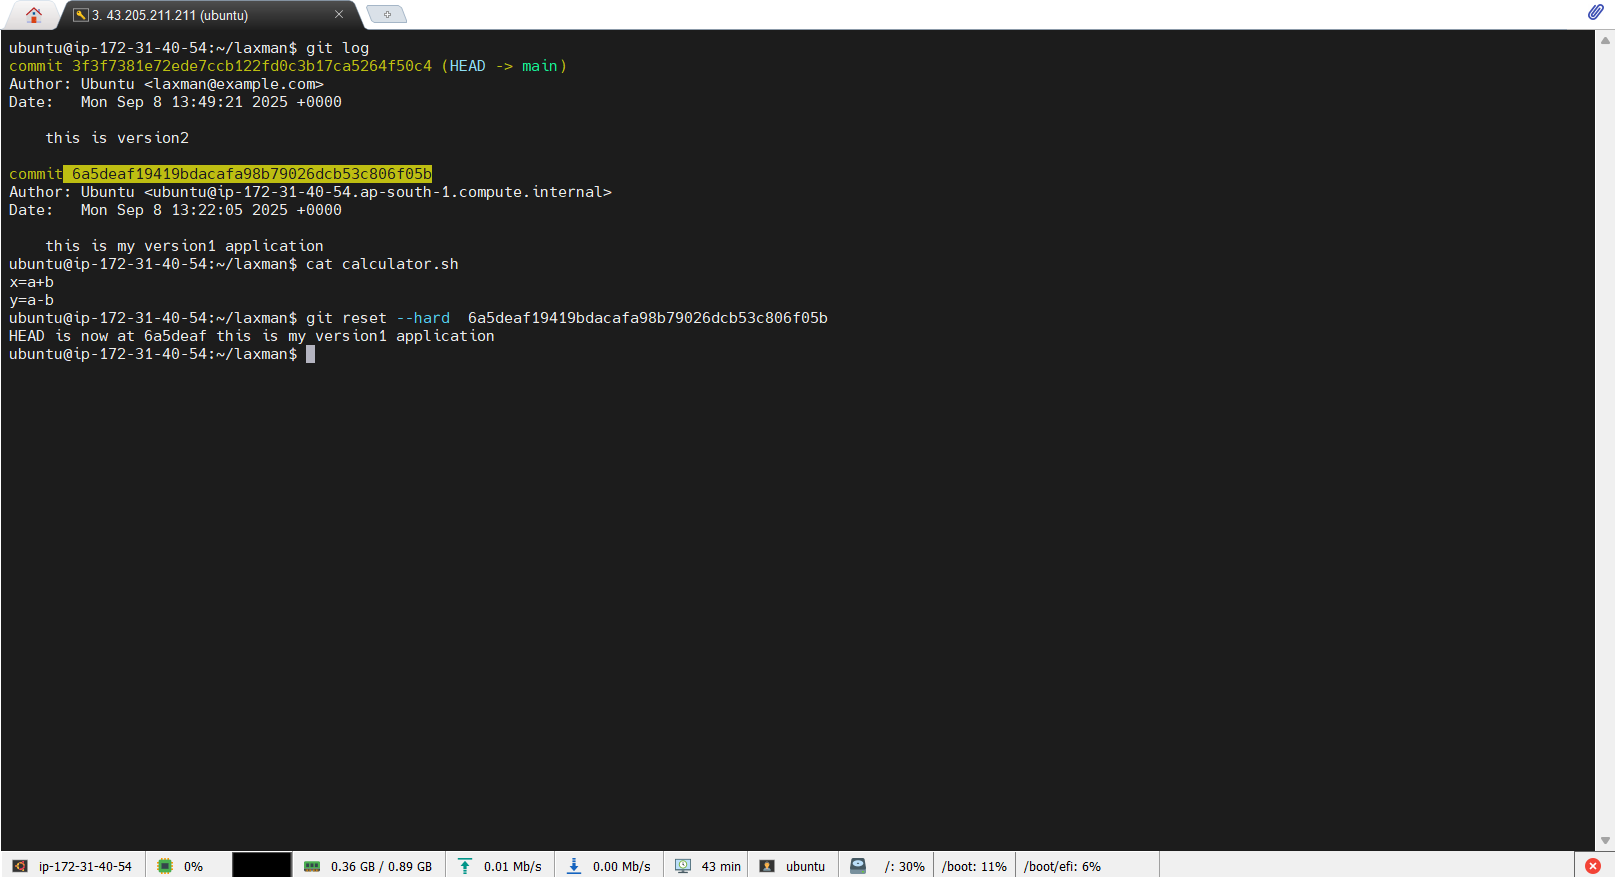 3. 43.205.211.211 (ubuntu)
ubuntu@ip-172-31-40-54:~/laxman$ git log
commit 3f3f7381e72ede7ccb122fd0c3b17ca5264f50c4 (HEAD -> main)
Author: Ubuntu <laxman@example.com>
Date:   Mon Sep 8 13:49:21 2025 +0000
    this is version2
commit 6a5deaf19419bdacafa98b79026dcb53c806f05b
Author: Ubuntu <ubuntu@ip-172-31-40-54.ap-south-1.compute.internal>
Date:   Mon Sep 8 13:22:05 2025 +0000
    this is my version1 application
ubuntu@ip-172-31-40-54:~/laxman$ cat calculator.sh
x=a+b
y=a-b
ubuntu@ip-172-31-40-54:~/laxman$ git reset --hard  6a5deaf19419bdacafa98b79026dcb53c806f05b
HEAD is now at 6a5deaf this is my version1 application
ubuntu@ip-172-31-40-54:~/laxman$
ip-172-31-40-54 0% 0.36 GB / 0.89 GB 0.01 Mb/s 0.00 Mb/s 43 min ubuntu /: 30% /boot: 11% /boot/efi: 6%